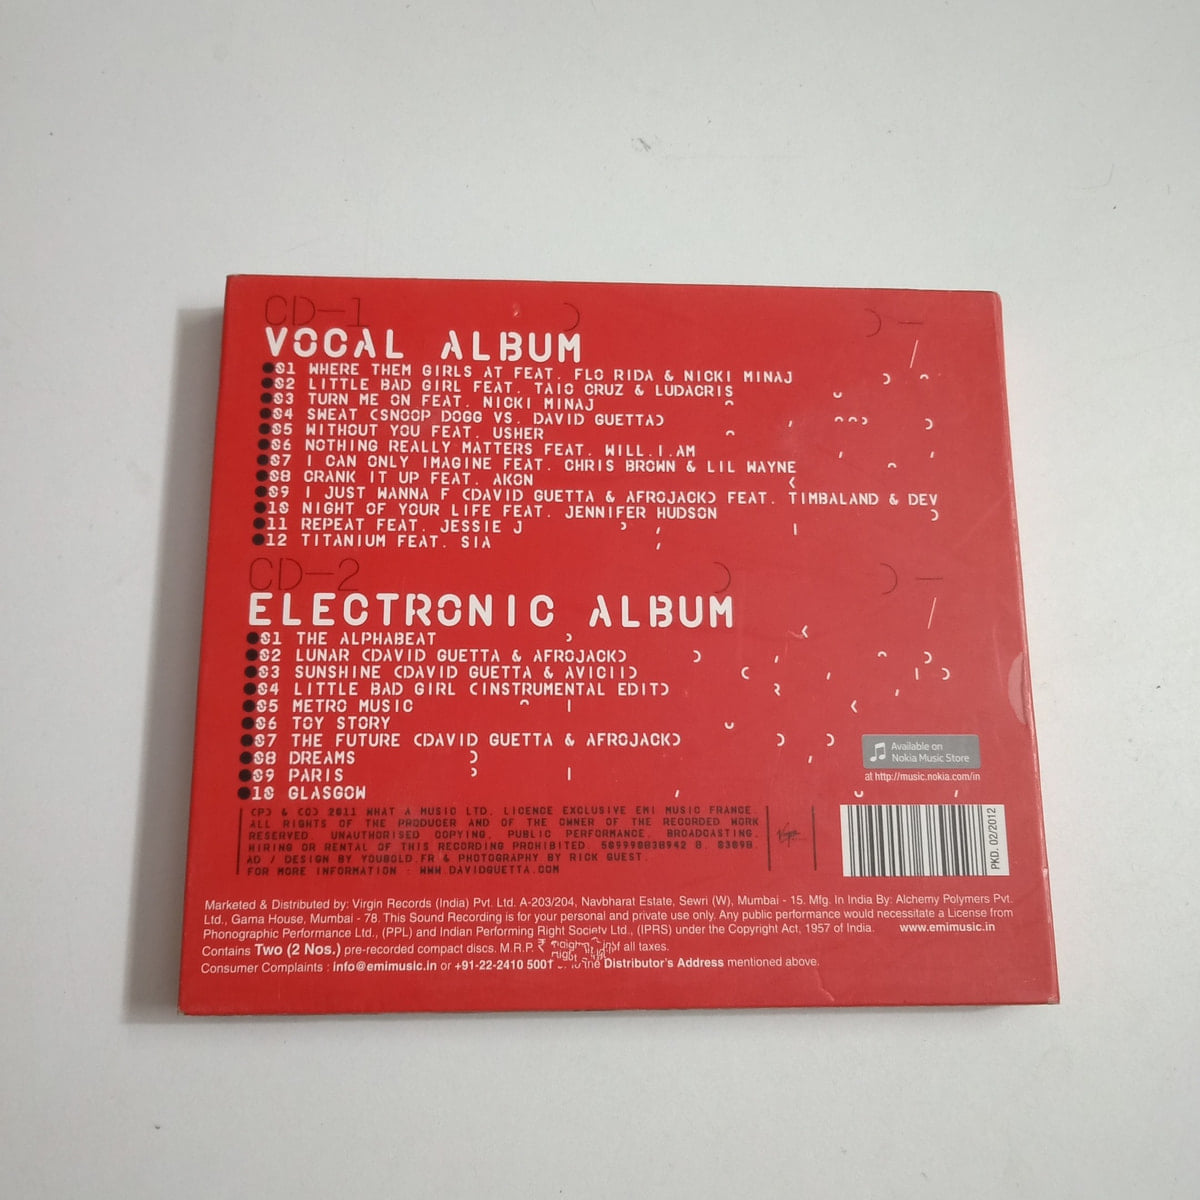 CD-1
VOCAL ALBUM
01 WHERE THEM GIRLS AT FEAT. FLO RIDA & NICKI MINAJ
02 LITTLE BAD GIRL FEAT. TAIO CRUZ & LUDACRIS
03 TURN ME ON FEAT. NICKI MINAJ
04 SWEAT (SNOOP DOGG VS. DAVID GUETTA)
05 WITHOUT YOU FEAT. USHER
06 NOTHING REALLY MATTERS FEAT. WILL.I.AM
07 I CAN ONLY IMAGINE FEAT. CHRIS BROWN & LIL WAYNE
08 CRANK IT UP FEAT. AKON
09 I JUST WANNA F (DAVID GUETTA & AFROJACK) FEAT. TIMBALAND & DEV
10 NIGHT OF YOUR LIFE FEAT. JENNIFER HUDSON
11 REPEAT FEAT. JESSIE J
12 TITANIUM FEAT. SIA
CD-2
ELECTRONIC ALBUM
01 THE ALPHABEAT
02 LUNAR (DAVID GUETTA & AFROJACK)
03 SUNSHINE (DAVID GUETTA & AVICII)
04 LITTLE BAD GIRL (INSTRUMENTAL EDIT)
05 METRO MUSIC
06 TOY STORY
07 THE FUTURE (DAVID GUETTA & AFROJACK)
08 DREAMS
09 PARIS
10 GLASGOW
Available on
Nokia Music Store
at http://music.nokia.com/in
(P) & (C) 2011 WHAT A MUSIC LTD. LICENCE EXCLUSIVE EMI MUSIC FRANCE.
ALL RIGHTS OF THE PRODUCER AND OF THE OWNER OF THE RECORDED WORK
RESERVED. UNAUTHORISED COPYING, PUBLIC PERFORMANCE, BROADCASTING,
HIRING OR RENTAL OF THIS RECORDING PROHIBITED.
AD / DESIGN BY YOUBOLD.FR & PHOTOGRAPHY BY RICK GUEST.
FOR MORE INFORMATION : WWW.DAVIDGUETTA.COM
Virgin
PKD. 02/2012
Marketed & Distributed by: Virgin Records (India) Pvt. Ltd. A-203/204, Navbharat Estate, Sewri (W), Mumbai - 15. Mfg. In India By: Alchemy Polymers Pvt.
Ltd., Gama House, Mumbai - 78. This Sound Recording is for your personal and private use only. Any public performance would necessitate a License from
Phonographic Performance Ltd., (PPL) and Indian Performing Right Society Ltd., (IPRS) under the Copyright Act, 1957 of India. www.emimusic.in
Contains Two (2 Nos.) pre-recorded compact discs. M.R.P. ₹ of all taxes.
Consumer Complaints : info@emimusic.in or +91-22-2410 5001 the Distributor's Address mentioned above.